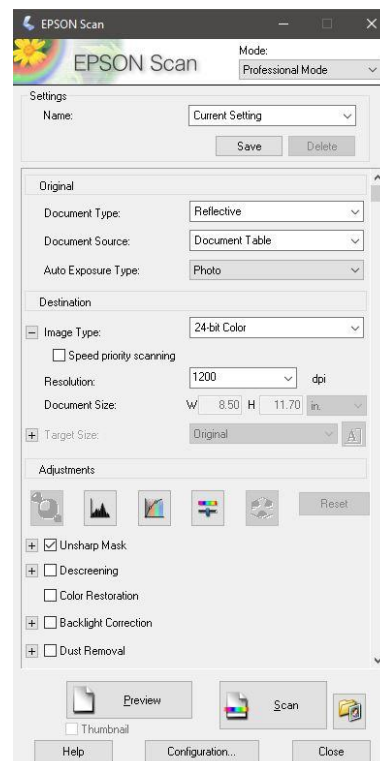 EPSON Scan
EPSON Scan
Mode:
Professional Mode
Settings
Name:
Current Setting
Save
Delete
Original
Document Type:
Reflective
Document Source:
Document Table
Auto Exposure Type:
Photo
Destination
Image Type:
24-bit Color
Speed priority scanning
Resolution:
1200
dpi
Document Size:
W 8.50 H 11.70 in.
Target Size:
Original
A
Adjustments
Reset
Unsharp Mask
Descreening
Color Restoration
Backlight Correction
Dust Removal
Preview
Scan
Thumbnail
Help
Configuration...
Close